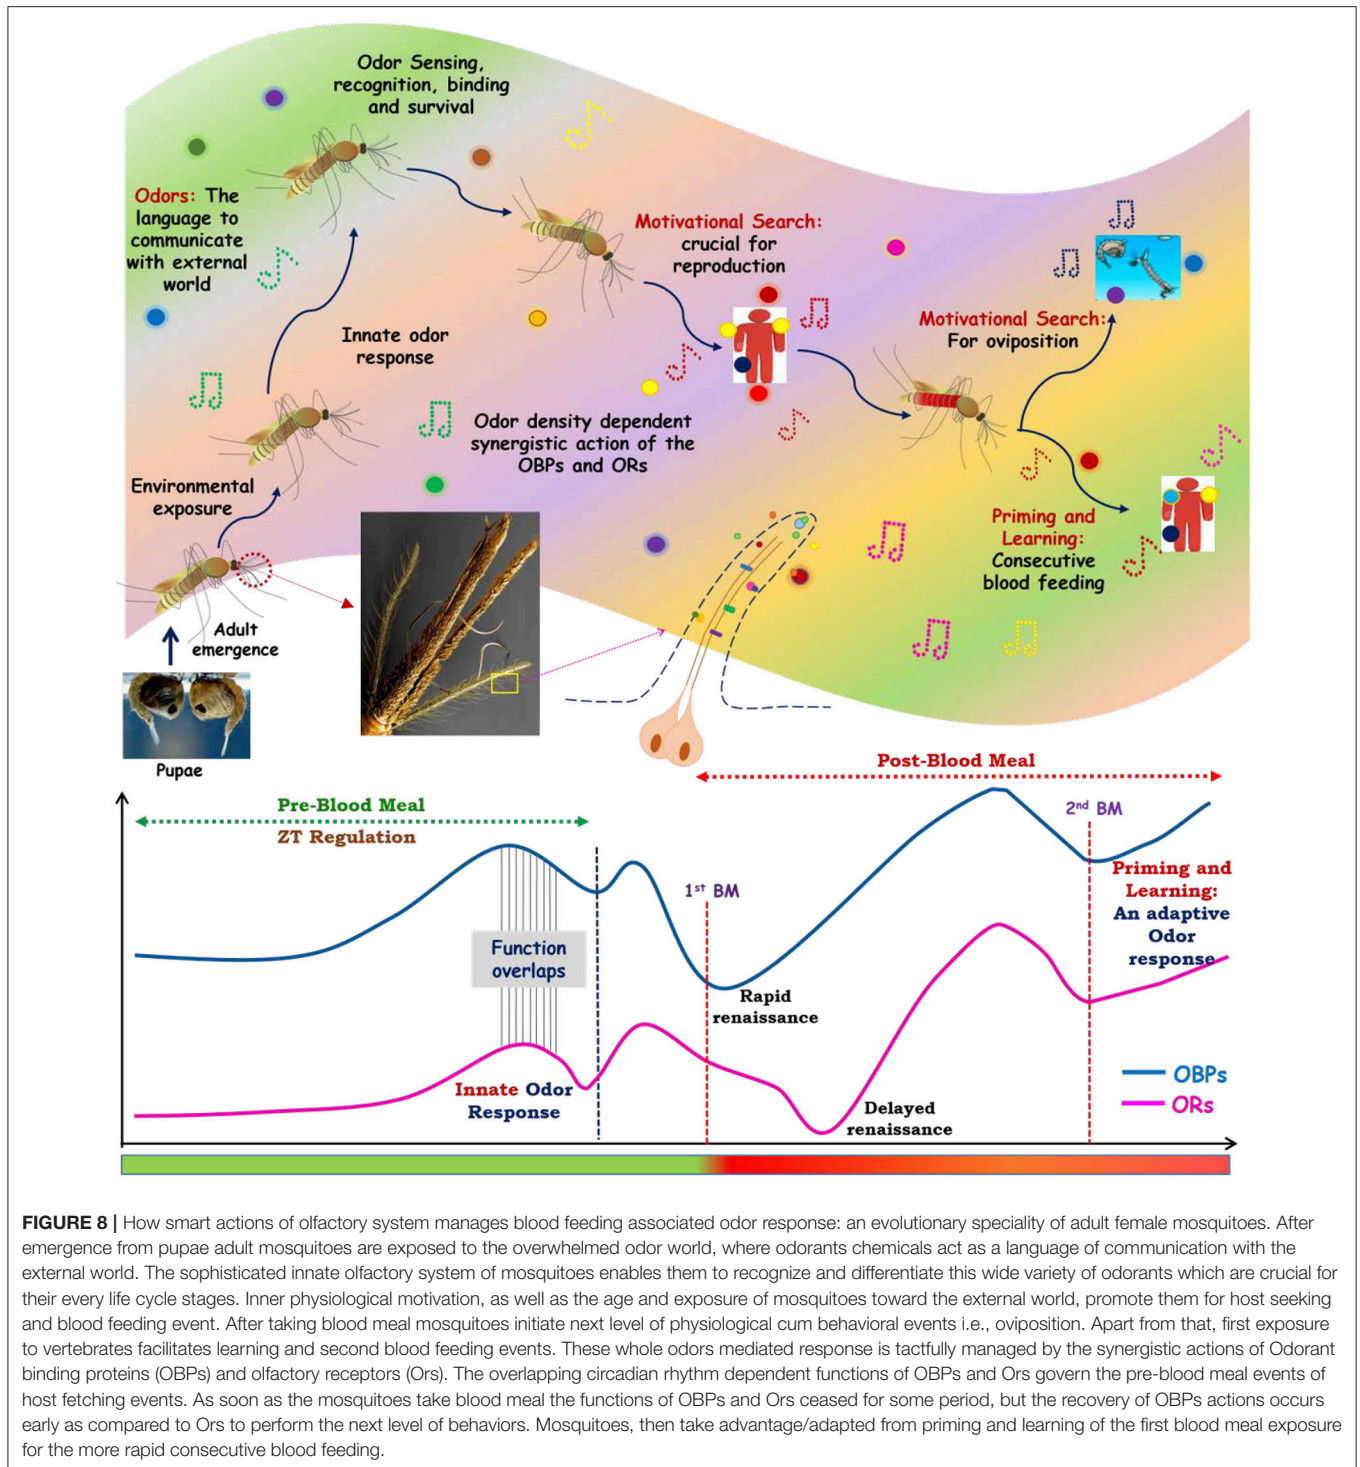 Odor Sensing,
recognition, binding
and survival
Odors: The
language to
communicate
with external
world
Innate odor
response
Motivational Search:
crucial for
reproduction
Motivational Search:
For oviposition
Odor density dependent
synergistic action of the
OBPs and ORs
Environmental
exposure
Priming and
Learning:
Consecutive
blood feeding
Adult
emergence
Pupae
Post-Blood Meal
Pre-Blood Meal
ZT Regulation
2nd BM
1st BM
Priming and
Learning:
An adaptive
Odor
response
Function
overlaps
Rapid
renaissance
Innate Odor
Response
Delayed
renaissance
OBPs
ORs
FIGURE 8 | How smart actions of olfactory system manages blood feeding associated odor response: an evolutionary speciality of adult female mosquitoes. After
emergence from pupae adult mosquitoes are exposed to the overwhelmed odor world, where odorants chemicals act as a language of communication with the
external world. The sophisticated innate olfactory system of mosquitoes enables them to recognize and differentiate this wide variety of odorants which are crucial for
their every life cycle stages. Inner physiological motivation, as well as the age and exposure of mosquitoes toward the external world, promote them for host seeking
and blood feeding event. After taking blood meal mosquitoes initiate next level of physiological cum behavioral events i.e., oviposition. Apart from that, first exposure
to vertebrates facilitates learning and second blood feeding events. These whole odors mediated response is tactfully managed by the synergistic actions of Odorant
binding proteins (OBPs) and olfactory receptors (Ors). The overlapping circadian rhythm dependent functions of OBPs and Ors govern the pre-blood meal events of
host fetching events. As soon as the mosquitoes take blood meal the functions of OBPs and Ors ceased for some period, but the recovery of OBPs actions occurs
early as compared to Ors to perform the next level of behaviors. Mosquitoes, then take advantage/adapted from priming and learning of the first blood meal exposure
for the more rapid consecutive blood feeding.